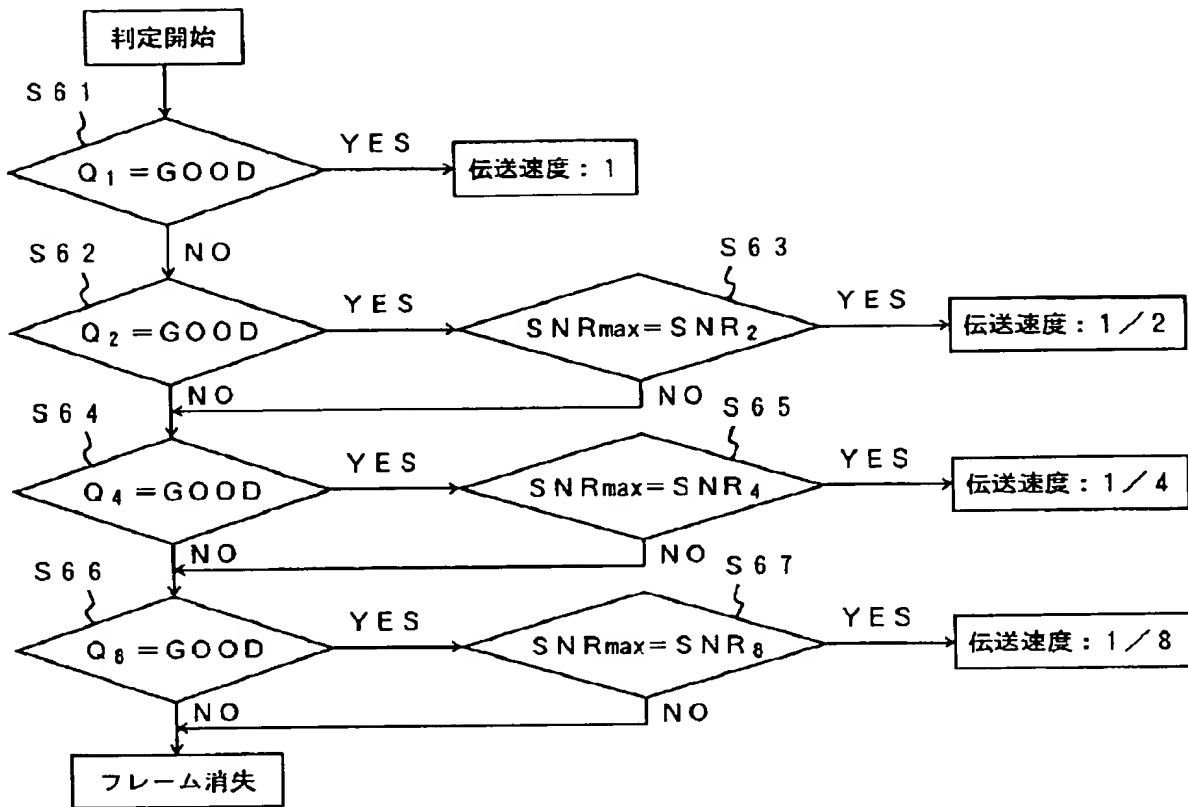 判定開始
S61
Q1=GOOD
YES
伝送速度：1
NO
S62
Q2=GOOD
YES
S63
SNRmax=SNR2
YES
伝送速度：1／2
NO
NO
S64
Q4=GOOD
YES
S65
SNRmax=SNR4
YES
伝送速度：1／4
NO
NO
S66
Q8=GOOD
YES
S67
SNRmax=SNR8
YES
伝送速度：1／8
NO
NO
フレーム消失